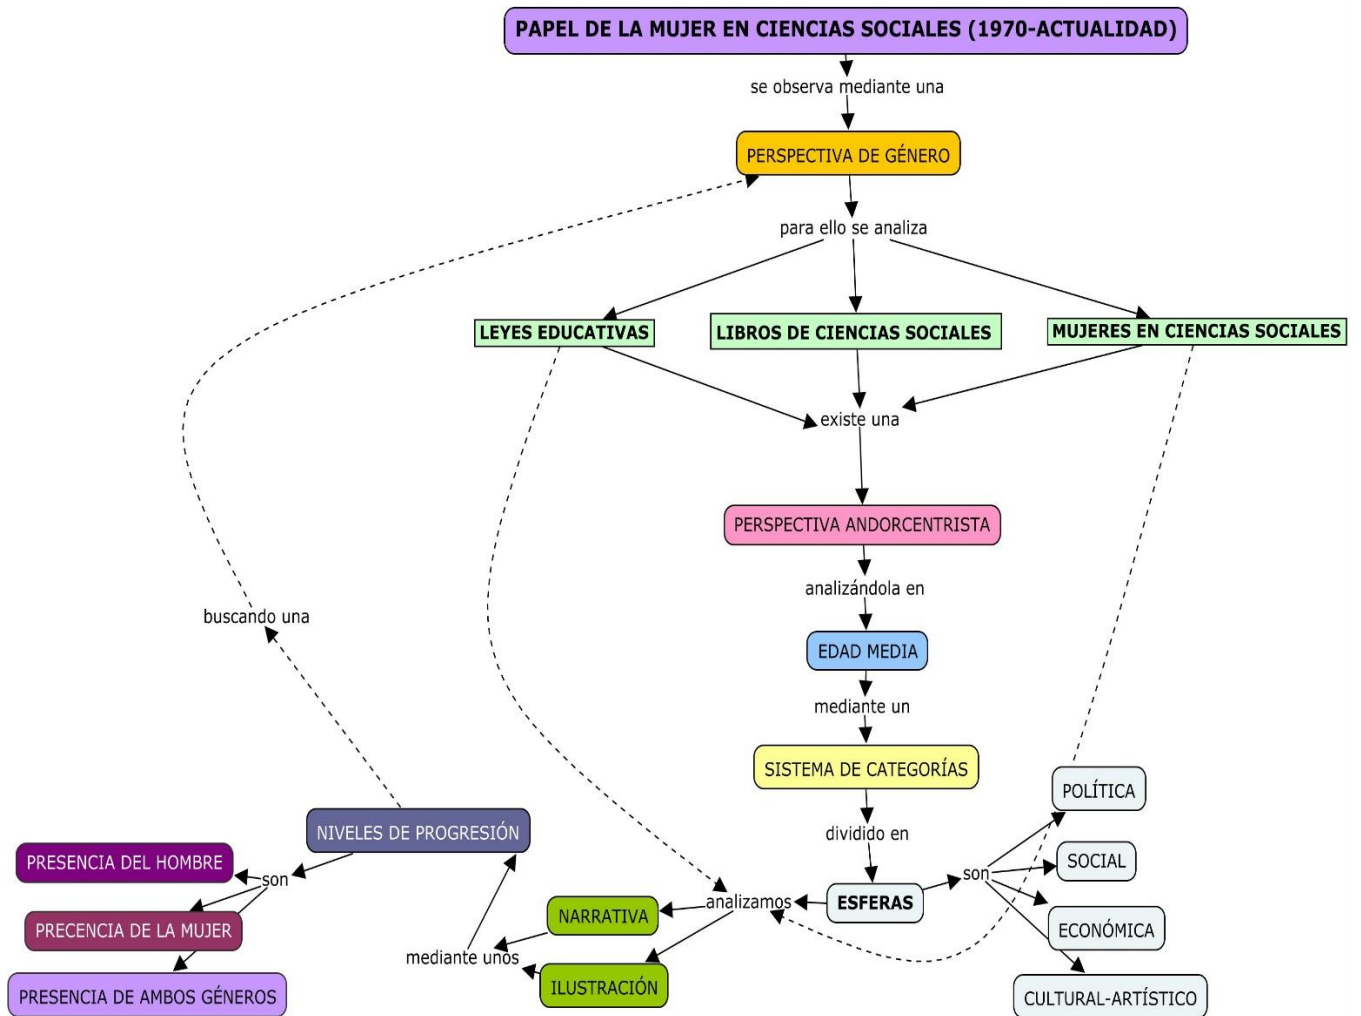 PAPEL DE LA MUJER EN CIENCIAS SOCIALES (1970-ACTUALIDAD)
se observa mediante una
PERSPECTIVA DE GÉNERO
para ello se analiza
LEYES EDUCATIVAS
LIBROS DE CIENCIAS SOCIALES
MUJERES EN CIENCIAS SOCIALES
existe una
PERSPECTIVA ANDORCENTRISTA
analizándola en
buscando una
EDAD MEDIA
mediante un
SISTEMA DE CATEGORÍAS
POLÍTICA
NIVELES DE PROGRESIÓN
dividido en
PRESENCIA DEL HOMBRE
SOCIAL
son
son
analizamos
ESFERAS
NARRATIVA
PRECENCIA DE LA MUJER
ECONÓMICA
mediante unos
ILUSTRACIÓN
PRESENCIA DE AMBOS GÉNEROS
CULTURAL-ARTÍSTICO